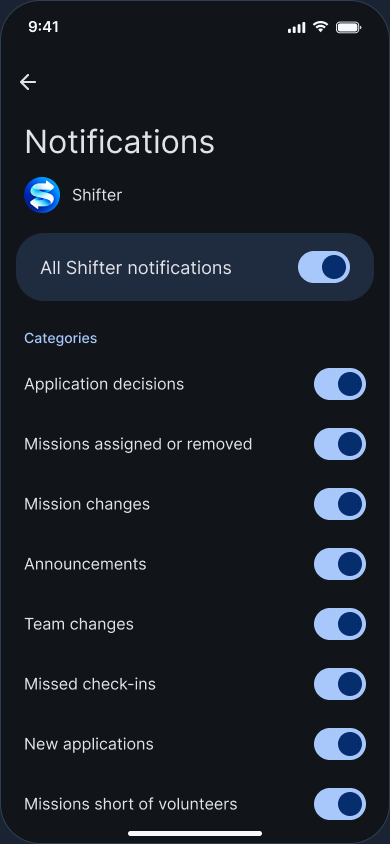 9:41
Notifications
Shifter
All Shifter notifications
Categories
Application decisions
Missions assigned or removed
Mission changes
Announcements
Team changes
Missed check-ins
New applications
Missions short of volunteers